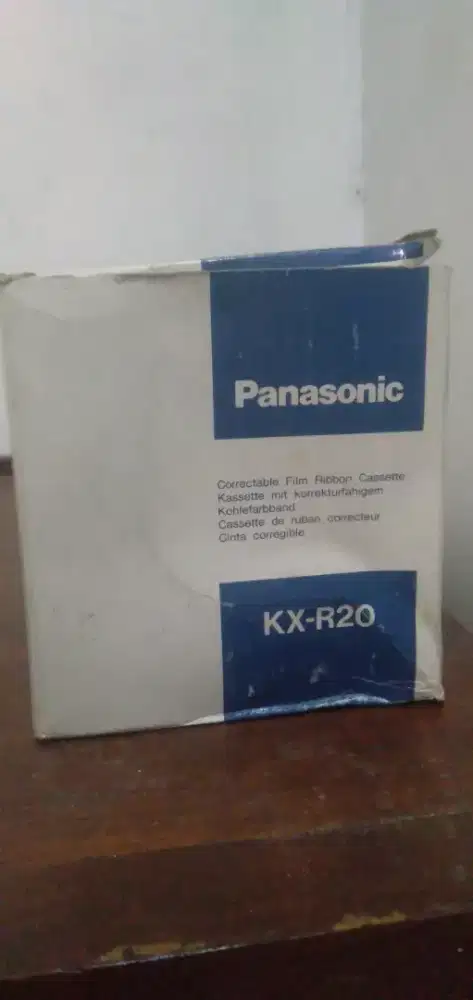 Panasonic
Correctable Film Ribbon Cassette
Kassette mit korrekturfähigem
Kohlefarbband
Cassette de ruban correcteur
Cinta corregible
KX-R20